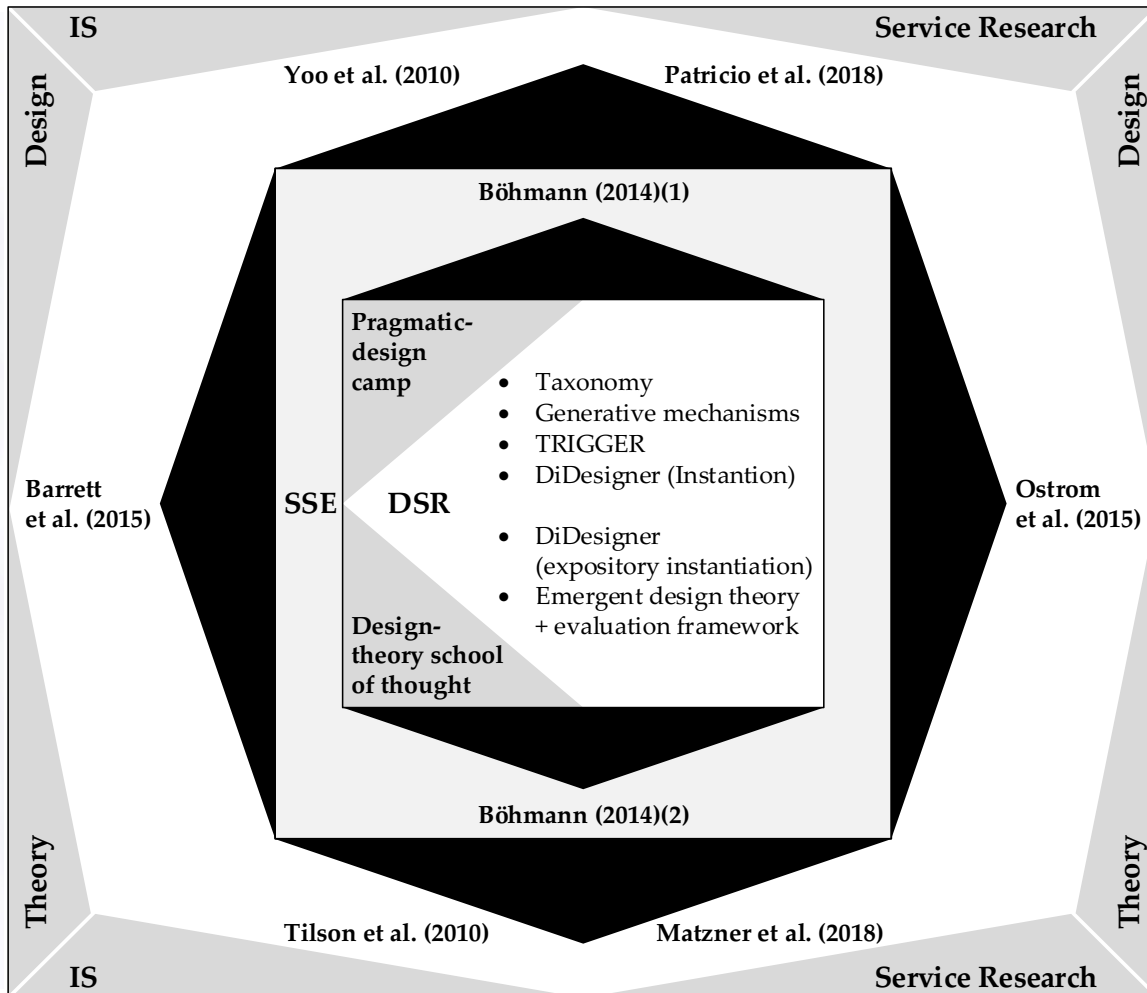 IS
Service Research
Design
Design
Yoo et al. (2010)
Patricio et al. (2018)
Böhmann (2014)(1)
Pragmatic-
design
camp
• Taxonomy
• Generative mechanisms
• TRIGGER
• DiDesigner (Instantion)
Barrett
et al. (2015)
SSE
DSR
Ostrom
et al. (2015)
• DiDesigner
(expository instantiation)
• Emergent design theory
+ evaluation framework
Design-
theory school
of thought
Böhmann (2014)(2)
Theory
Theory
Tilson et al. (2010)
Matzner et al. (2018)
IS
Service Research